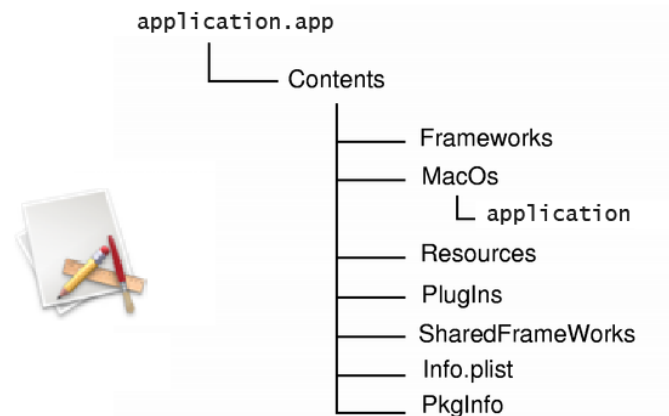 application.app
Contents
Frameworks
MacOs
application
Resources
PlugIns
SharedFrameWorks
Info.plist
PkgInfo